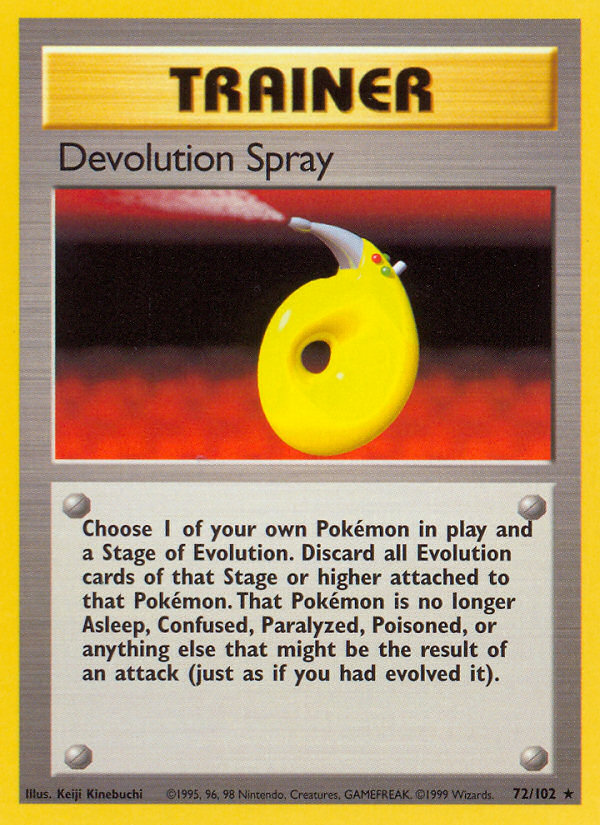 TRAINER
Devolution Spray
Choose 1 of your own Pokémon in play and
a Stage of Evolution. Discard all Evolution
cards of that Stage or higher attached to
that Pokémon. That Pokémon is no longer
Asleep, Confused, Paralyzed, Poisoned, or
anything else that might be the result of
an attack (just as if you had evolved it).
Illus. Keiji Kinebuchi ©1995, 96, 98 Nintendo, Creatures, GAMEFREAK. ©1999 Wizards. 72/102 ★